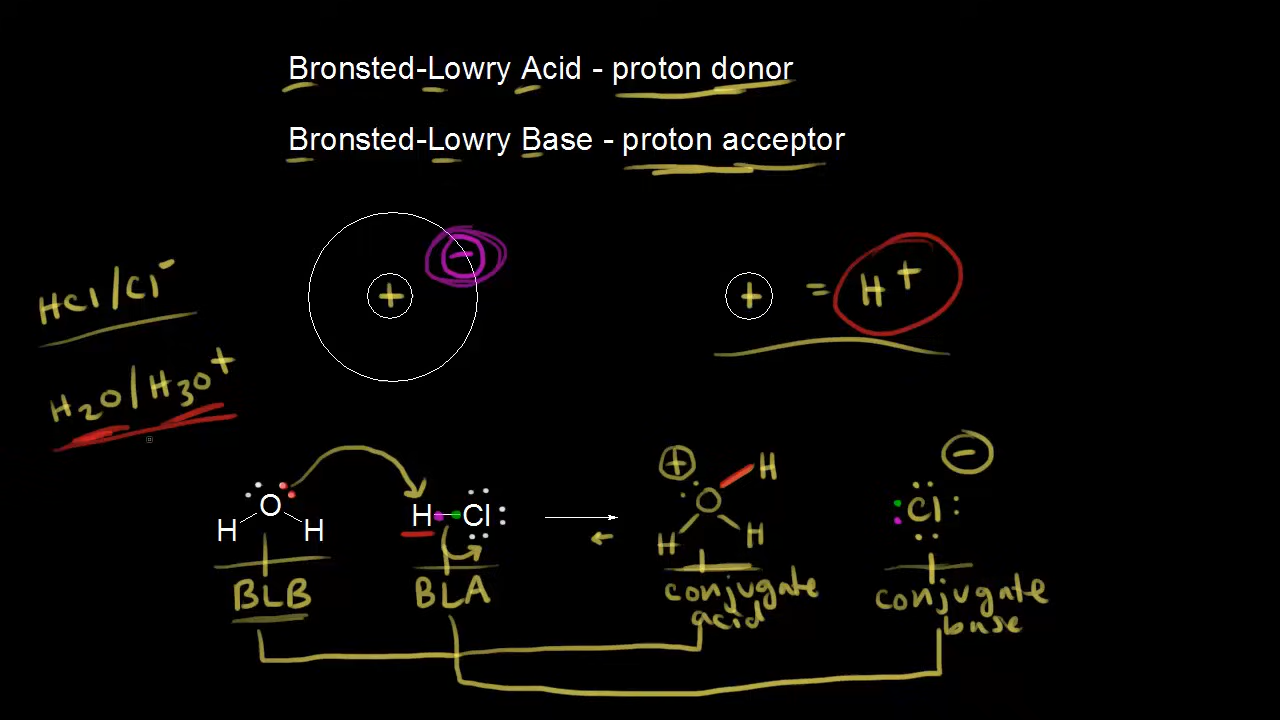 Bronsted-Lowry Acid - proton donor
Bronsted-Lowry Base - proton acceptor
−
+
+ = H+
HCl/Cl−
H2O/H3O+
+ H −
O H—Cl O Cl
H H H H
BLB BLA conjugate acid conjugate base